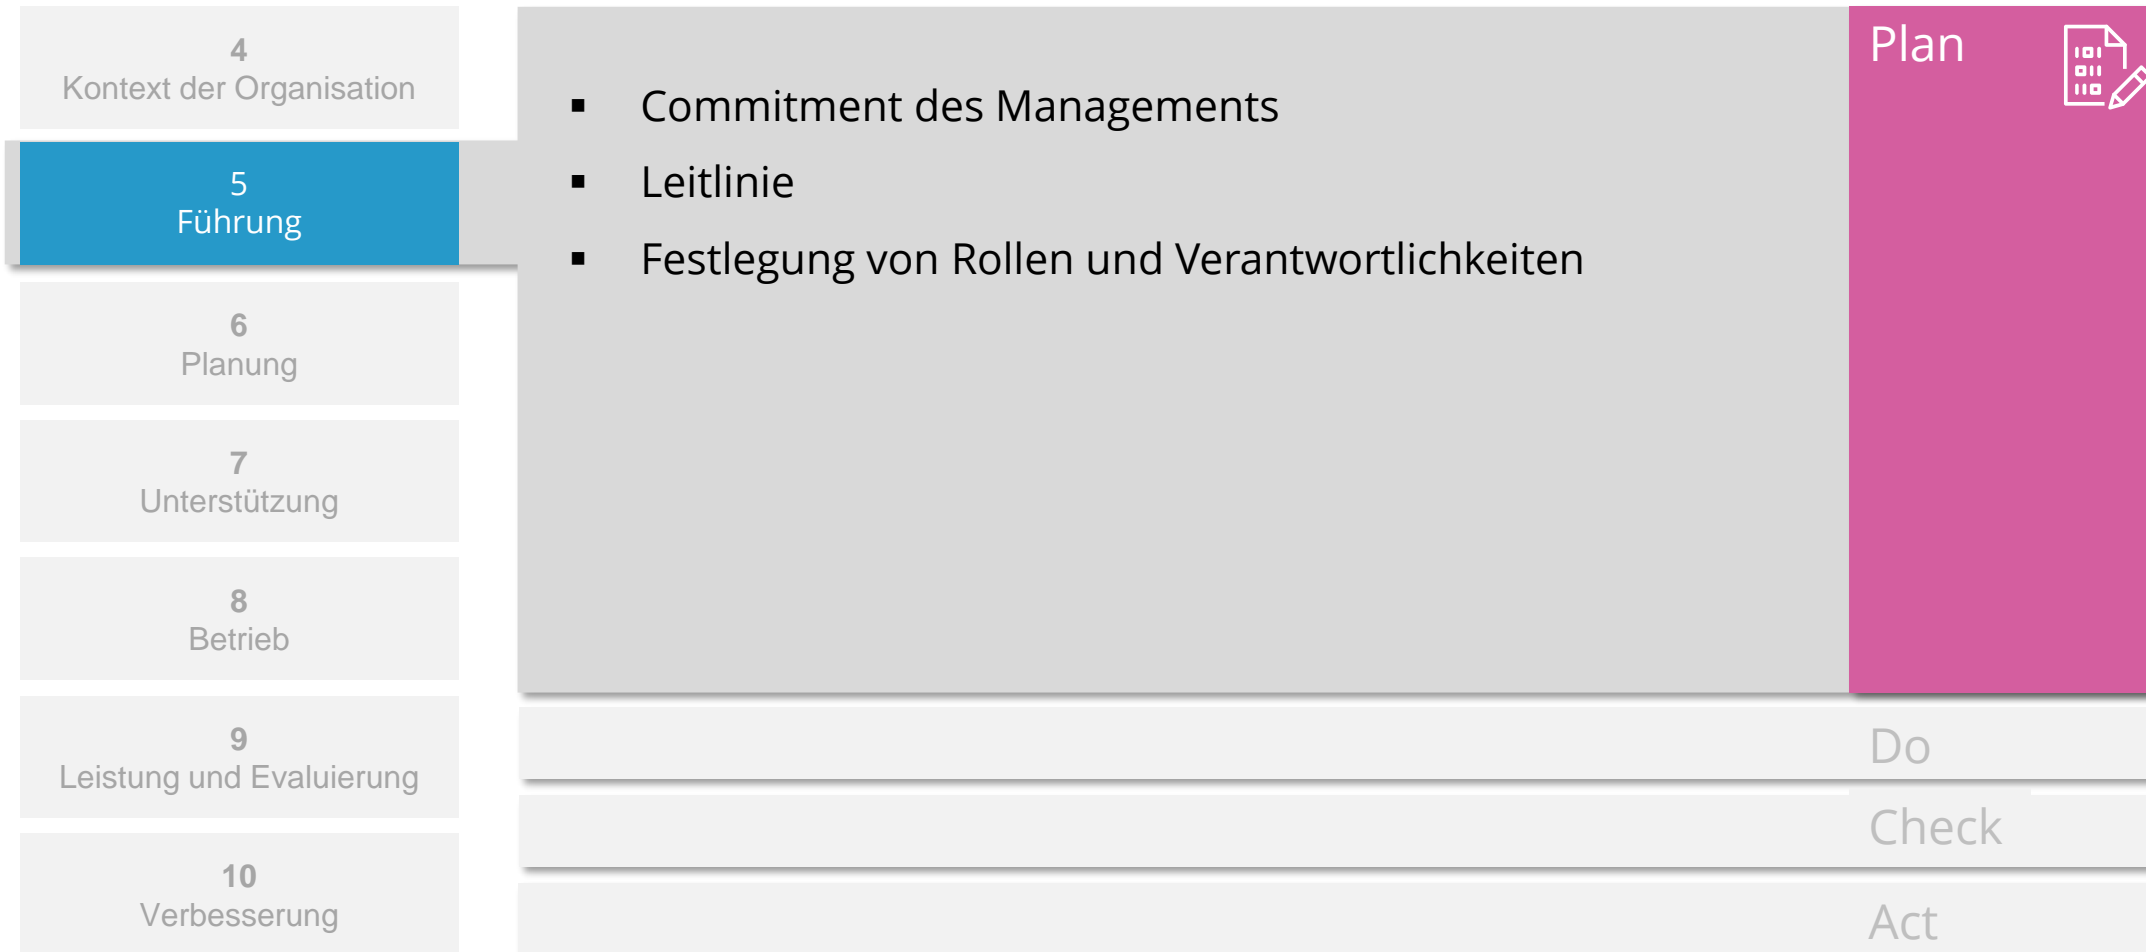 4
Kontext der Organisation
5
Führung
6
Planung
7
Unterstützung
8
Betrieb
9
Leistung und Evaluierung
10
Verbesserung
▪ Commitment des Managements
▪ Leitlinie
▪ Festlegung von Rollen und Verantwortlichkeiten
Plan
Do
Check
Act